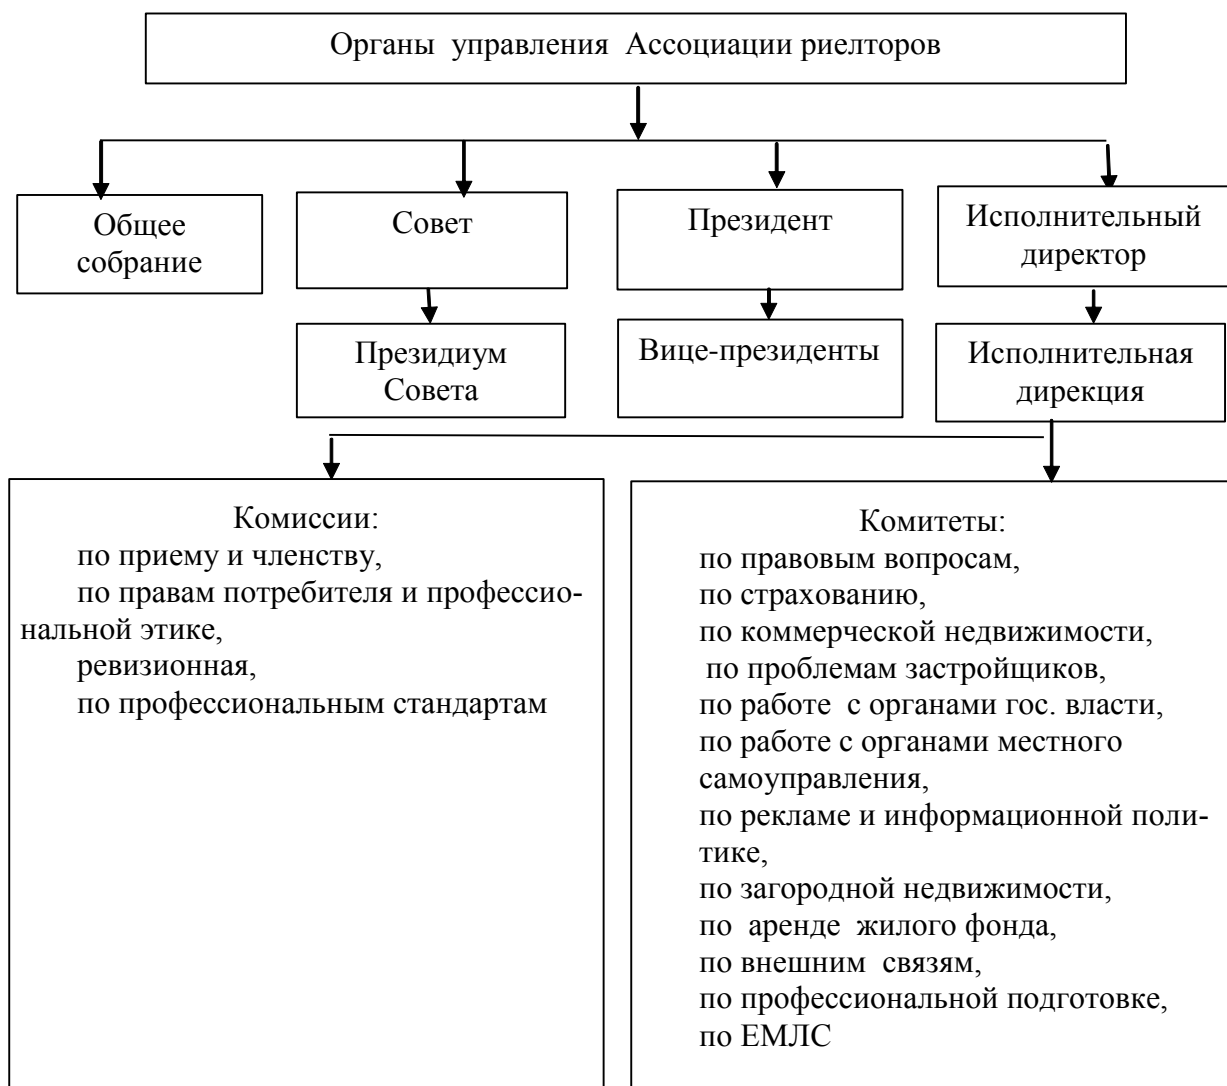 Органы управления Ассоциации риелторов
Общее
собрание
Совет
Президент
Исполнительный
директор
Президиум
Совета
Вице-президенты
Исполнительная
дирекция
Комиссии:
по приему и членству,
по правам потребителя и профессио-
нальной этике,
ревизионная,
по профессиональным стандартам
Комитеты:
по правовым вопросам,
по страхованию,
по коммерческой недвижимости,
по проблемам застройщиков,
по работе с органами гос. власти,
по работе с органами местного
самоуправления,
по рекламе и информационной поли-
тике,
по загородной недвижимости,
по аренде жилого фонда,
по внешним связям,
по профессиональной подготовке,
по ЕМЛС